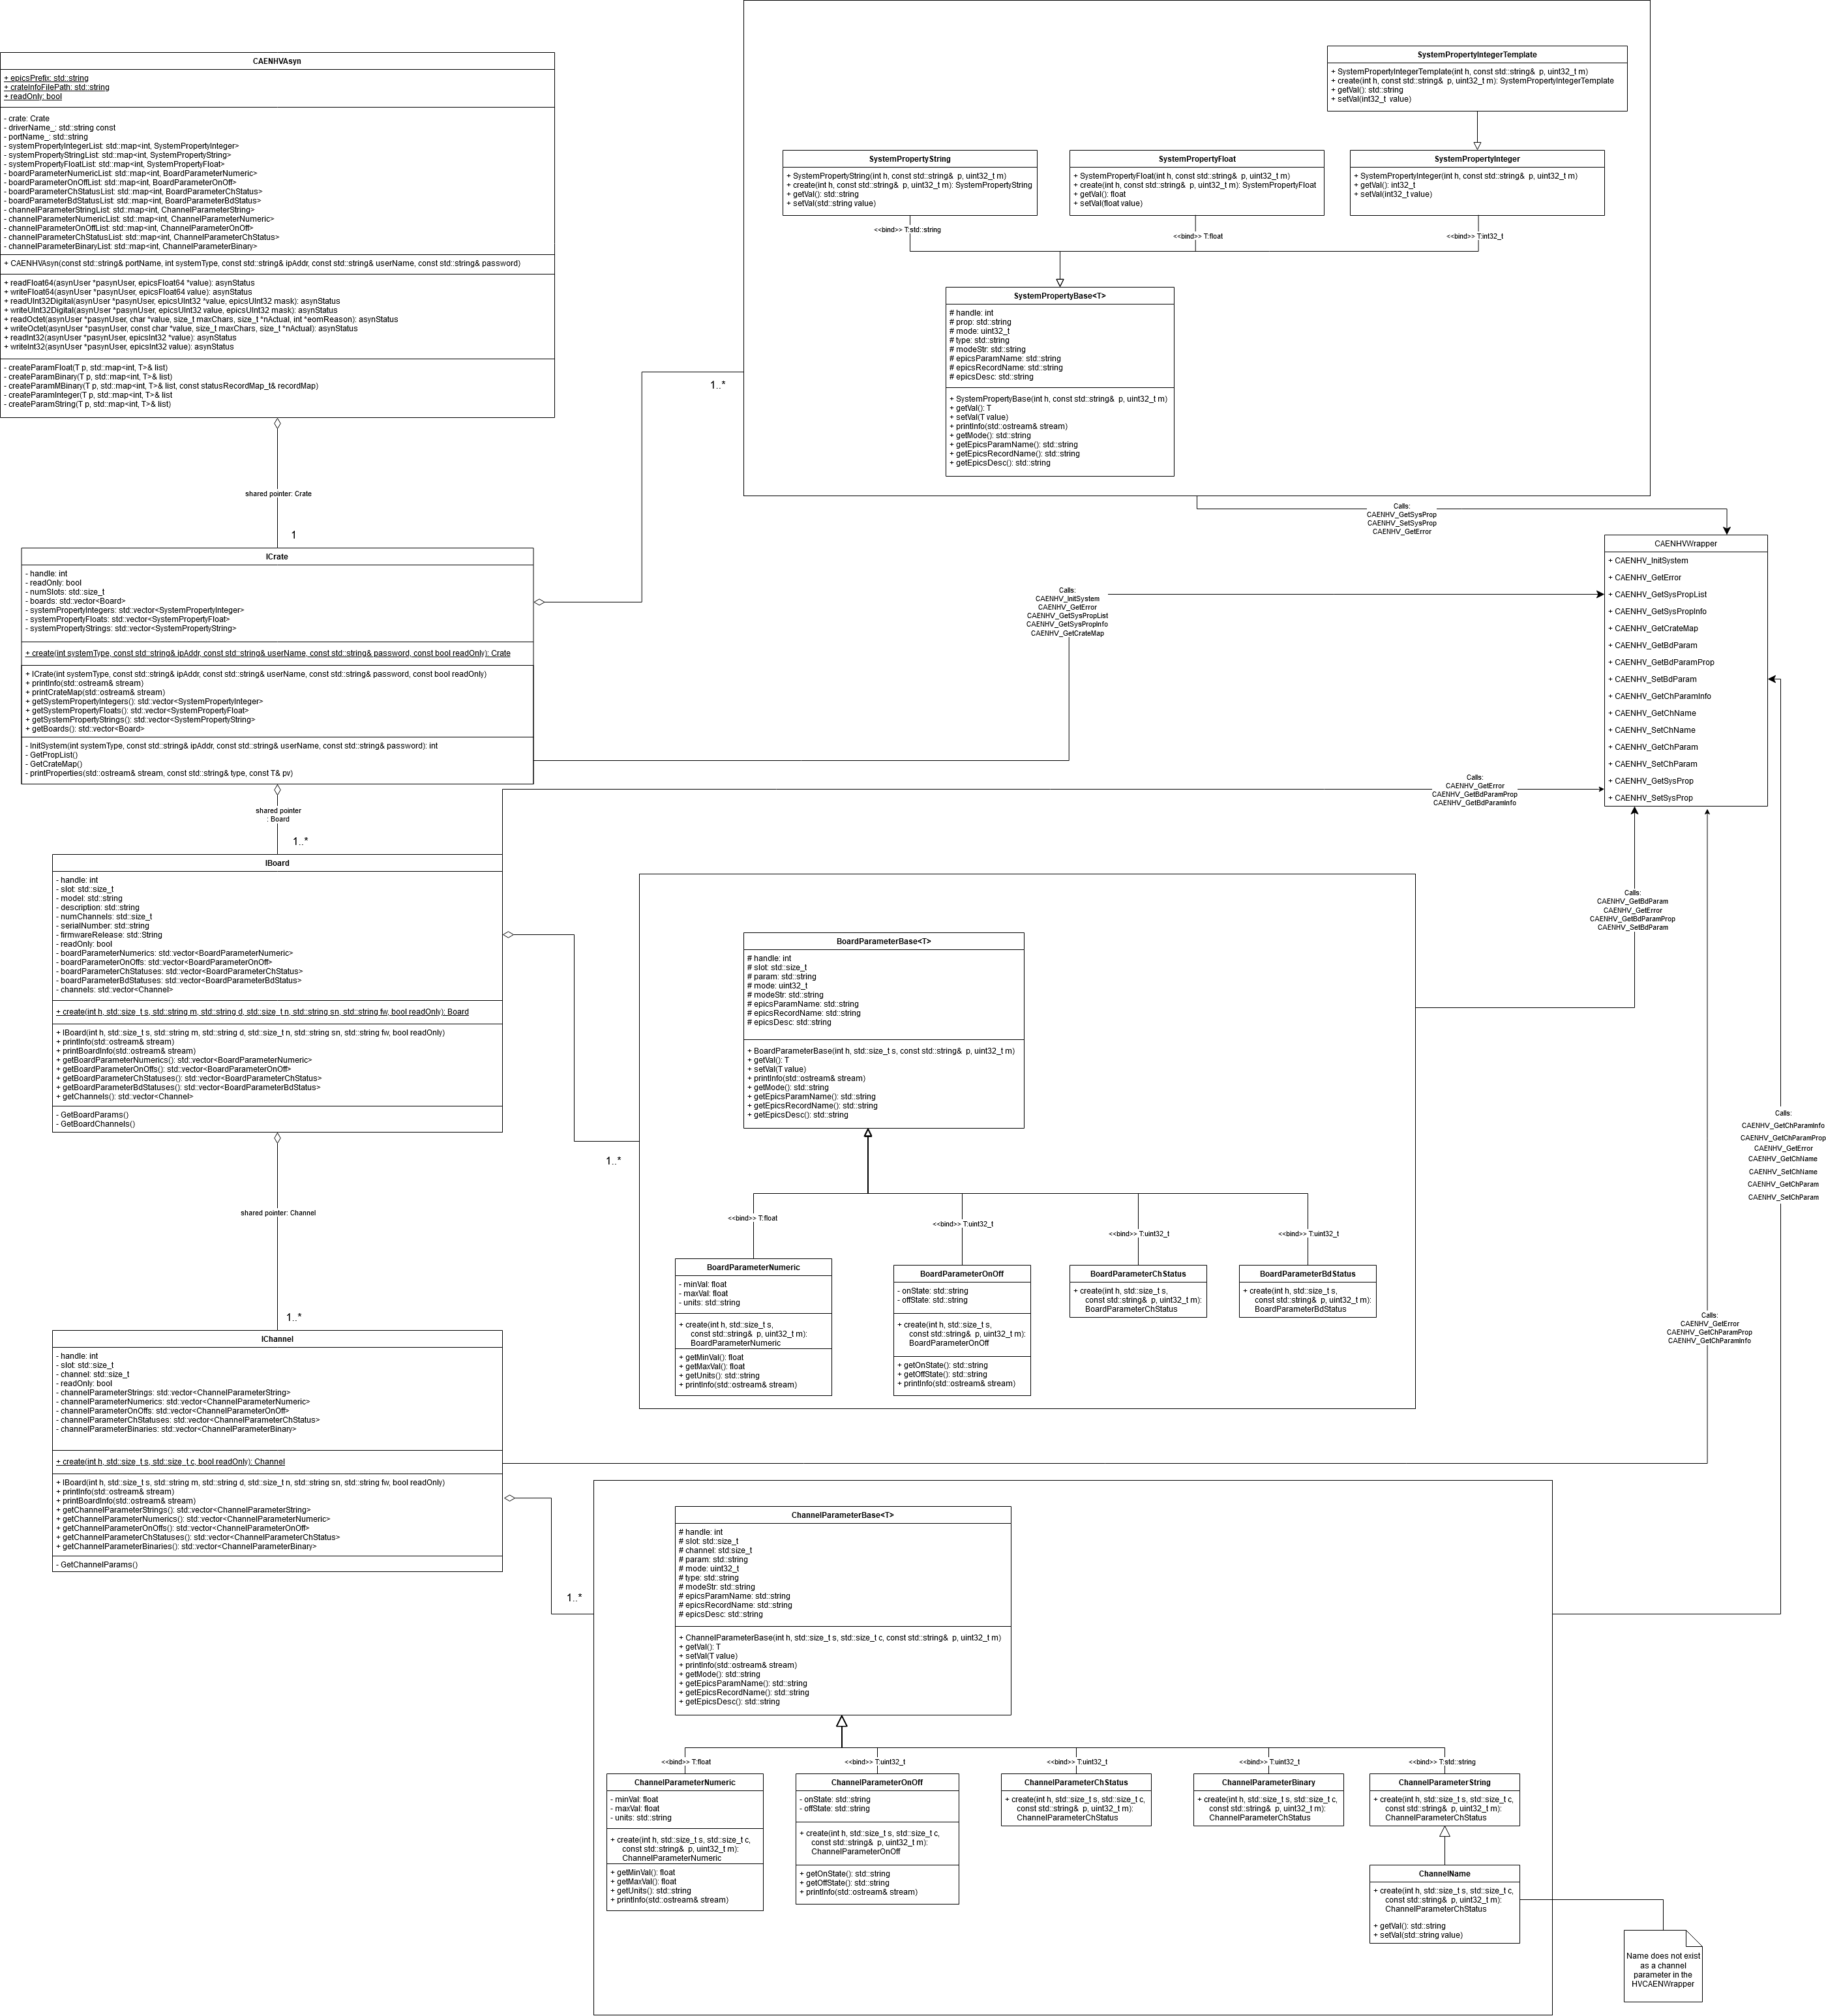 CAENHVAsyn
+ epicsPrefix: std::string
+ crateInfoFilePath: std::string
+ readOnly: bool
- crate: Crate
- driverName_: std::string const
- portName_: std::string
- systemPropertyIntegerList: std::map<int, SystemPropertyInteger>
- systemPropertyStringList: std::map<int, SystemPropertyString>
- systemPropertyFloatList: std::map<int, SystemPropertyFloat>
- boardParameterNumericList: std::map<int, BoardParameterNumeric>
- boardParameterOnOffList: std::map<int, BoardParameterOnOff>
- boardParameterChStatusList: std::map<int, BoardParameterChStatus>
- boardParameterBdStatusList: std::map<int, BoardParameterBdStatus>
- channelParameterStringList: std::map<int, ChannelParameterString>
- channelParameterNumericList: std::map<int, ChannelParameterNumeric>
- channelParameterOnOffList: std::map<int, ChannelParameterOnOff>
- channelParameterChStatusList: std::map<int, ChannelParameterChStatus>
- channelParameterBinaryList: std::map<int, ChannelParameterBinary>
+ CAENHVAsyn(const std::string& portName, int systemType, const std::string& ipAddr, const std::string& userName, const std::string& password)
+ readFloat64(asynUser *pasynUser, epicsFloat64 *value): asynStatus
+ writeFloat64(asynUser *pasynUser, epicsFloat64 value): asynStatus
+ readUInt32Digital(asynUser *pasynUser, epicsUInt32 *value, epicsUInt32 mask): asynStatus
+ writeUInt32Digital(asynUser *pasynUser, epicsUInt32 value, epicsUInt32 mask): asynStatus
+ readOctet(asynUser *pasynUser, char *value, size_t maxChars, size_t *nActual, int *eomReason): asynStatus
+ writeOctet(asynUser *pasynUser, const char *value, size_t maxChars, size_t *nActual): asynStatus
+ readInt32(asynUser *pasynUser, epicsInt32 *value): asynStatus
+ writeInt32(asynUser *pasynUser, epicsInt32 value): asynStatus
- createParamFloat(T p, std::map<int, T>& list)
- createParamBinary(T p, std::map<int, T>& list)
- createParamMBinary(T p, std::map<int, T>& list, const statusRecordMap_t& recordMap)
- createParamInteger(T p, std::map<int, T>& list
- createParamString(T p, std::map<int, T>& list)
shared pointer: Crate
1
SystemPropertyIntegerTemplate
+ SystemPropertyIntegerTemplate(int h, const std::string& p, uint32_t m)
+ create(int h, const std::string& p, uint32_t m): SystemPropertyIntegerTemplate
+ getVal(): std::string
+ setVal(int32_t value)
SystemPropertyString
+ SystemPropertyString(int h, const std::string& p, uint32_t m)
+ create(int h, const std::string& p, uint32_t m): SystemPropertyString
+ getVal(): std::string
+ setVal(std::string value)
SystemPropertyFloat
+ SystemPropertyFloat(int h, const std::string& p, uint32_t m)
+ create(int h, const std::string& p, uint32_t m): SystemPropertyFloat
+ getVal(): float
+ setVal(float value)
SystemPropertyInteger
+ SystemPropertyInteger(int h, const std::string& p, uint32_t m)
+ getVal(): int32_t
+ setVal(int32_t value)
<<bind>> T:std::string
<<bind>> T:float
<<bind>> T:int32_t
SystemPropertyBase<T>
# handle: int
# prop: std::string
# mode: uint32_t
# type: std::string
# modeStr: std::string
# epicsParamName: std::string
# epicsRecordName: std::string
# epicsDesc: std::string
+ SystemPropertyBase(int h, const std::string& p, uint32_t m)
+ getVal(): T
+ setVal(T value)
+ printInfo(std::ostream& stream)
+ getMode(): std::string
+ getEpicsParamName(): std::string
+ getEpicsRecordName(): std::string
+ getEpicsDesc(): std::string
1..*
Calls:
CAENHV_GetSysProp
CAENHV_SetSysProp
CAENHV_GetError
CAENHVWrapper
+ CAENHV_InitSystem
+ CAENHV_GetError
+ CAENHV_GetSysPropList
+ CAENHV_GetSysPropInfo
+ CAENHV_GetCrateMap
+ CAENHV_GetBdParam
+ CAENHV_GetBdParamProp
+ CAENHV_SetBdParam
+ CAENHV_GetChParamInfo
+ CAENHV_GetChName
+ CAENHV_SetChName
+ CAENHV_GetChParam
+ CAENHV_SetChParam
+ CAENHV_GetSysProp
+ CAENHV_SetSysProp
ICrate
- handle: int
- readOnly: bool
- numSlots: std::size_t
- boards: std::vector<Board>
- systemPropertyIntegers: std::vector<SystemPropertyInteger>
- systemPropertyFloats: std::vector<SystemPropertyFloat>
- systemPropertyStrings: std::vector<SystemPropertyString>
+ create(int systemType, const std::string& ipAddr, const std::string& userName, const std::string& password, const bool readOnly): Crate
+ ICrate(int systemType, const std::string& ipAddr, const std::string& userName, const std::string& password, const bool readOnly)
+ printInfo(std::ostream& stream)
+ printCrateMap(std::ostream& stream)
+ getSystemPropertyIntegers(): std::vector<SystemPropertyInteger>
+ getSystemPropertyFloats(): std::vector<SystemPropertyFloat>
+ getSystemPropertyStrings(): std::vector<SystemPropertyString>
+ getBoards(): std::vector<Board>
- InitSystem(int systemType, const std::string& ipAddr, const std::string& userName, const std::string& password): int
- GetPropList()
- GetCrateMap()
- printProperties(std::ostream& stream, const std::string& type, const T& pv)
Calls:
CAENHV_InitSystem
CAENHV_GetError
CAENHV_GetSysPropList
CAENHV_GetSysPropInfo
CAENHV_GetCrateMap
shared pointer
: Board
1..*
Calls:
CAENHV_GetError
CAENHV_GetBdParamProp
CAENHV_GetBdParamInfo
IBoard
- handle: int
- slot: std::size_t
- model: std::string
- description: std::string
- numChannels: std::size_t
- serialNumber: std::string
- firmwareRelease: std::String
- readOnly: bool
- boardParameterNumerics: std::vector<BoardParameterNumeric>
- boardParameterOnOffs: std::vector<BoardParameterOnOff>
- boardParameterChStatuses: std::vector<BoardParameterChStatus>
- boardParameterBdStatuses: std::vector<BoardParameterBdStatus>
- channels: std::vector<Channel>
+ create(int h, std::size_t s, std::string m, std::string d, std::size_t n, std::string sn, std::string fw, bool readOnly): Board
+ IBoard(int h, std::size_t s, std::string m, std::string d, std::size_t n, std::string sn, std::string fw, bool readOnly)
+ printInfo(std::ostream& stream)
+ printBoardInfo(std::ostream& stream)
+ getBoardParameterNumerics(): std::vector<BoardParameterNumeric>
+ getBoardParameterOnOffs(): std::vector<BoardParameterOnOff>
+ getBoardParameterChStatuses(): std::vector<BoardParameterChStatus>
+ getBoardParameterBdStatuses(): std::vector<BoardParameterBdStatus>
+ getChannels(): std::vector<Channel>
- GetBoardParams()
- GetBoardChannels()
1..*
BoardParameterBase<T>
# handle: int
# slot: std::size_t
# param: std::string
# mode: uint32_t
# modeStr: std::string
# epicsParamName: std::string
# epicsRecordName: std::string
# epicsDesc: std::string
+ BoardParameterBase(int h, std::size_t s, const std::string& p, uint32_t m)
+ getVal(): T
+ setVal(T value)
+ printInfo(std::ostream& stream)
+ getMode(): std::string
+ getEpicsParamName(): std::string
+ getEpicsRecordName(): std::string
+ getEpicsDesc(): std::string
Calls:
CAENHV_GetBdParam
CAENHV_GetError
CAENHV_GetBdParamProp
CAENHV_SetBdParam
<<bind>> T:float
<<bind>> T:uint32_t
<<bind>> T:uint32_t
<<bind>> T:uint32_t
BoardParameterNumeric
- minVal: float
- maxVal: float
- units: std::string
+ create(int h, std::size_t s,
const std::string& p, uint32_t m):
BoardParameterNumeric
+ getMinVal(): float
+ getMaxVal(): float
+ getUnits(): std::string
+ printInfo(std::ostream& stream)
BoardParameterOnOff
- onState: std::string
- offState: std::string
+ create(int h, std::size_t s,
const std::string& p, uint32_t m):
BoardParameterOnOff
+ getOnState(): std::string
+ getOffState(): std::string
+ printInfo(std::ostream& stream)
BoardParameterChStatus
+ create(int h, std::size_t s,
const std::string& p, uint32_t m):
BoardParameterChStatus
BoardParameterBdStatus
+ create(int h, std::size_t s,
const std::string& p, uint32_t m):
BoardParameterBdStatus
Calls:
CAENHV_GetChParamInfo
CAENHV_GetChParamProp
CAENHV_GetError
CAENHV_GetChName
CAENHV_SetChName
CAENHV_GetChParam
CAENHV_SetChParam
shared pointer: Channel
1..*
Calls:
CAENHV_GetError
CAENHV_GetChParamProp
CAENHV_GetChParamInfo
IChannel
- handle: int
- slot: std::size_t
- channel: std::size_t
- readOnly: bool
- channelParameterStrings: std::vector<ChannelParameterString>
- channelParameterNumerics: std::vector<ChannelParameterNumeric>
- channelParameterOnOffs: std::vector<ChannelParameterOnOff>
- channelParameterChStatuses: std::vector<ChannelParameterChStatus>
- channelParameterBinaries: std::vector<ChannelParameterBinary>
+ create(int h, std::size_t s, std::size_t c, bool readOnly): Channel
+ IBoard(int h, std::size_t s, std::string m, std::string d, std::size_t n, std::string sn, std::string fw, bool readOnly)
+ printInfo(std::ostream& stream)
+ printBoardInfo(std::ostream& stream)
+ getChannelParameterStrings(): std::vector<ChannelParameterString>
+ getChannelParameterNumerics(): std::vector<ChannelParameterNumeric>
+ getChannelParameterOnOffs(): std::vector<ChannelParameterOnOff>
+ getChannelParameterChStatuses(): std::vector<ChannelParameterChStatus>
+ getChannelParameterBinaries(): std::vector<ChannelParameterBinary>
- GetChannelParams()
1..*
ChannelParameterBase<T>
# handle: int
# slot: std::size_t
# channel: std:size_t
# param: std::string
# mode: uint32_t
# type: std::string
# modeStr: std::string
# epicsParamName: std::string
# epicsRecordName: std::string
# epicsDesc: std::string
+ ChannelParameterBase(int h, std::size_t s, std::size_t c, const std::string& p, uint32_t m)
+ getVal(): T
+ setVal(T value)
+ printInfo(std::ostream& stream)
+ getMode(): std::string
+ getEpicsParamName(): std::string
+ getEpicsRecordName(): std::string
+ getEpicsDesc(): std::string
<<bind>> T:float
<<bind>> T:uint32_t
<<bind>> T:uint32_t
<<bind>> T:uint32_t
<<bind>> T:std::string
ChannelParameterNumeric
- minVal: float
- maxVal: float
- units: std::string
+ create(int h, std::size_t s, std::size_t c,
const std::string& p, uint32_t m):
ChannelParameterNumeric
+ getMinVal(): float
+ getMaxVal(): float
+ getUnits(): std::string
+ printInfo(std::ostream& stream)
ChannelParameterOnOff
- onState: std::string
- offState: std::string
+ create(int h, std::size_t s, std::size_t c,
const std::string& p, uint32_t m):
ChannelParameterOnOff
+ getOnState(): std::string
+ getOffState(): std::string
+ printInfo(std::ostream& stream)
ChannelParameterChStatus
+ create(int h, std::size_t s, std::size_t c,
const std::string& p, uint32_t m):
ChannelParameterChStatus
ChannelParameterBinary
+ create(int h, std::size_t s, std::size_t c,
const std::string& p, uint32_t m):
ChannelParameterChStatus
ChannelParameterString
+ create(int h, std::size_t s, std::size_t c,
const std::string& p, uint32_t m):
ChannelParameterChStatus
ChannelName
+ create(int h, std::size_t s, std::size_t c,
const std::string& p, uint32_t m):
ChannelParameterChStatus
+ getVal(): std::string
+ setVal(std::string value)
Name does not exist
as a channel
parameter in the
HVCAENWrapper